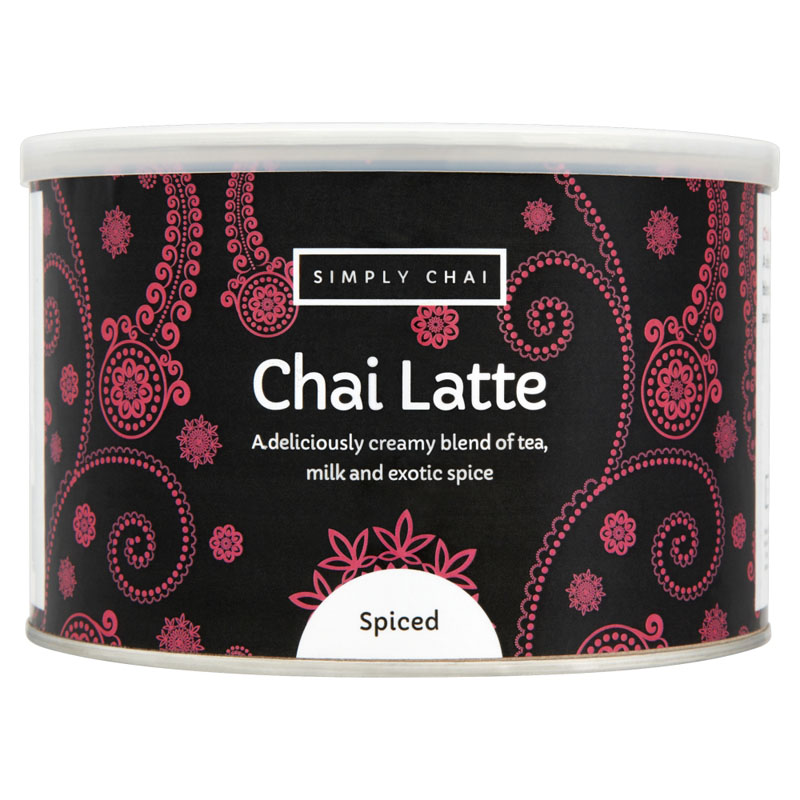 SIMPLY CHAI
Chai Latte
A deliciously creamy blend of tea,
milk and exotic spice
Spiced